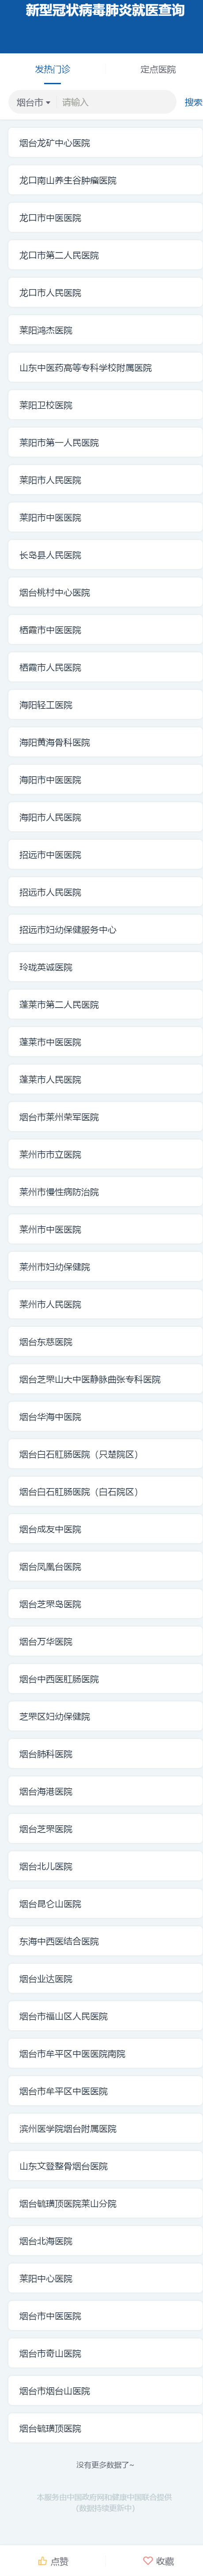 新型冠状病毒肺炎就医查询
发热门诊
定点医院
烟台市
请输入
搜索
烟台龙矿中心医院
龙口南山养生谷肿瘤医院
龙口市中医医院
龙口市第二人民医院
龙口市人民医院
莱阳鸿杰医院
山东中医药高等专科学校附属医院
莱阳卫校医院
莱阳市第一人民医院
莱阳市人民医院
莱阳市中医医院
长岛县人民医院
烟台桃村中心医院
栖霞市中医医院
栖霞市人民医院
海阳轻工医院
海阳黄海骨科医院
海阳市中医医院
海阳市人民医院
招远市中医医院
招远市人民医院
招远市妇幼保健服务中心
玲珑英诚医院
蓬莱市第二人民医院
蓬莱市中医医院
蓬莱市人民医院
烟台市莱州荣军医院
莱州市市立医院
莱州市慢性病防治院
莱州市中医医院
莱州市妇幼保健院
莱州市人民医院
烟台东慈医院
烟台芝罘山大中医静脉曲张专科医院
烟台华海中医院
烟台白石肛肠医院（只楚院区）
烟台白石肛肠医院（白石院区）
烟台成友中医院
烟台凤凰台医院
烟台芝罘岛医院
烟台万华医院
烟台中西医肛肠医院
芝罘区妇幼保健院
烟台肺科医院
烟台海港医院
烟台芝罘医院
烟台北儿医院
烟台昆仑山医院
东海中西医结合医院
烟台业达医院
烟台市福山区人民医院
烟台市牟平区中医医院南院
烟台市牟平区中医医院
滨州医学院烟台附属医院
山东文登整骨烟台医院
烟台毓璜顶医院莱山分院
烟台北海医院
莱阳中心医院
烟台市中医医院
烟台市奇山医院
烟台市烟台山医院
烟台毓璜顶医院
没有更多数据了~
本服务由中国政府网和健康中国联合提供
（数据持续更新中）
点赞
收藏